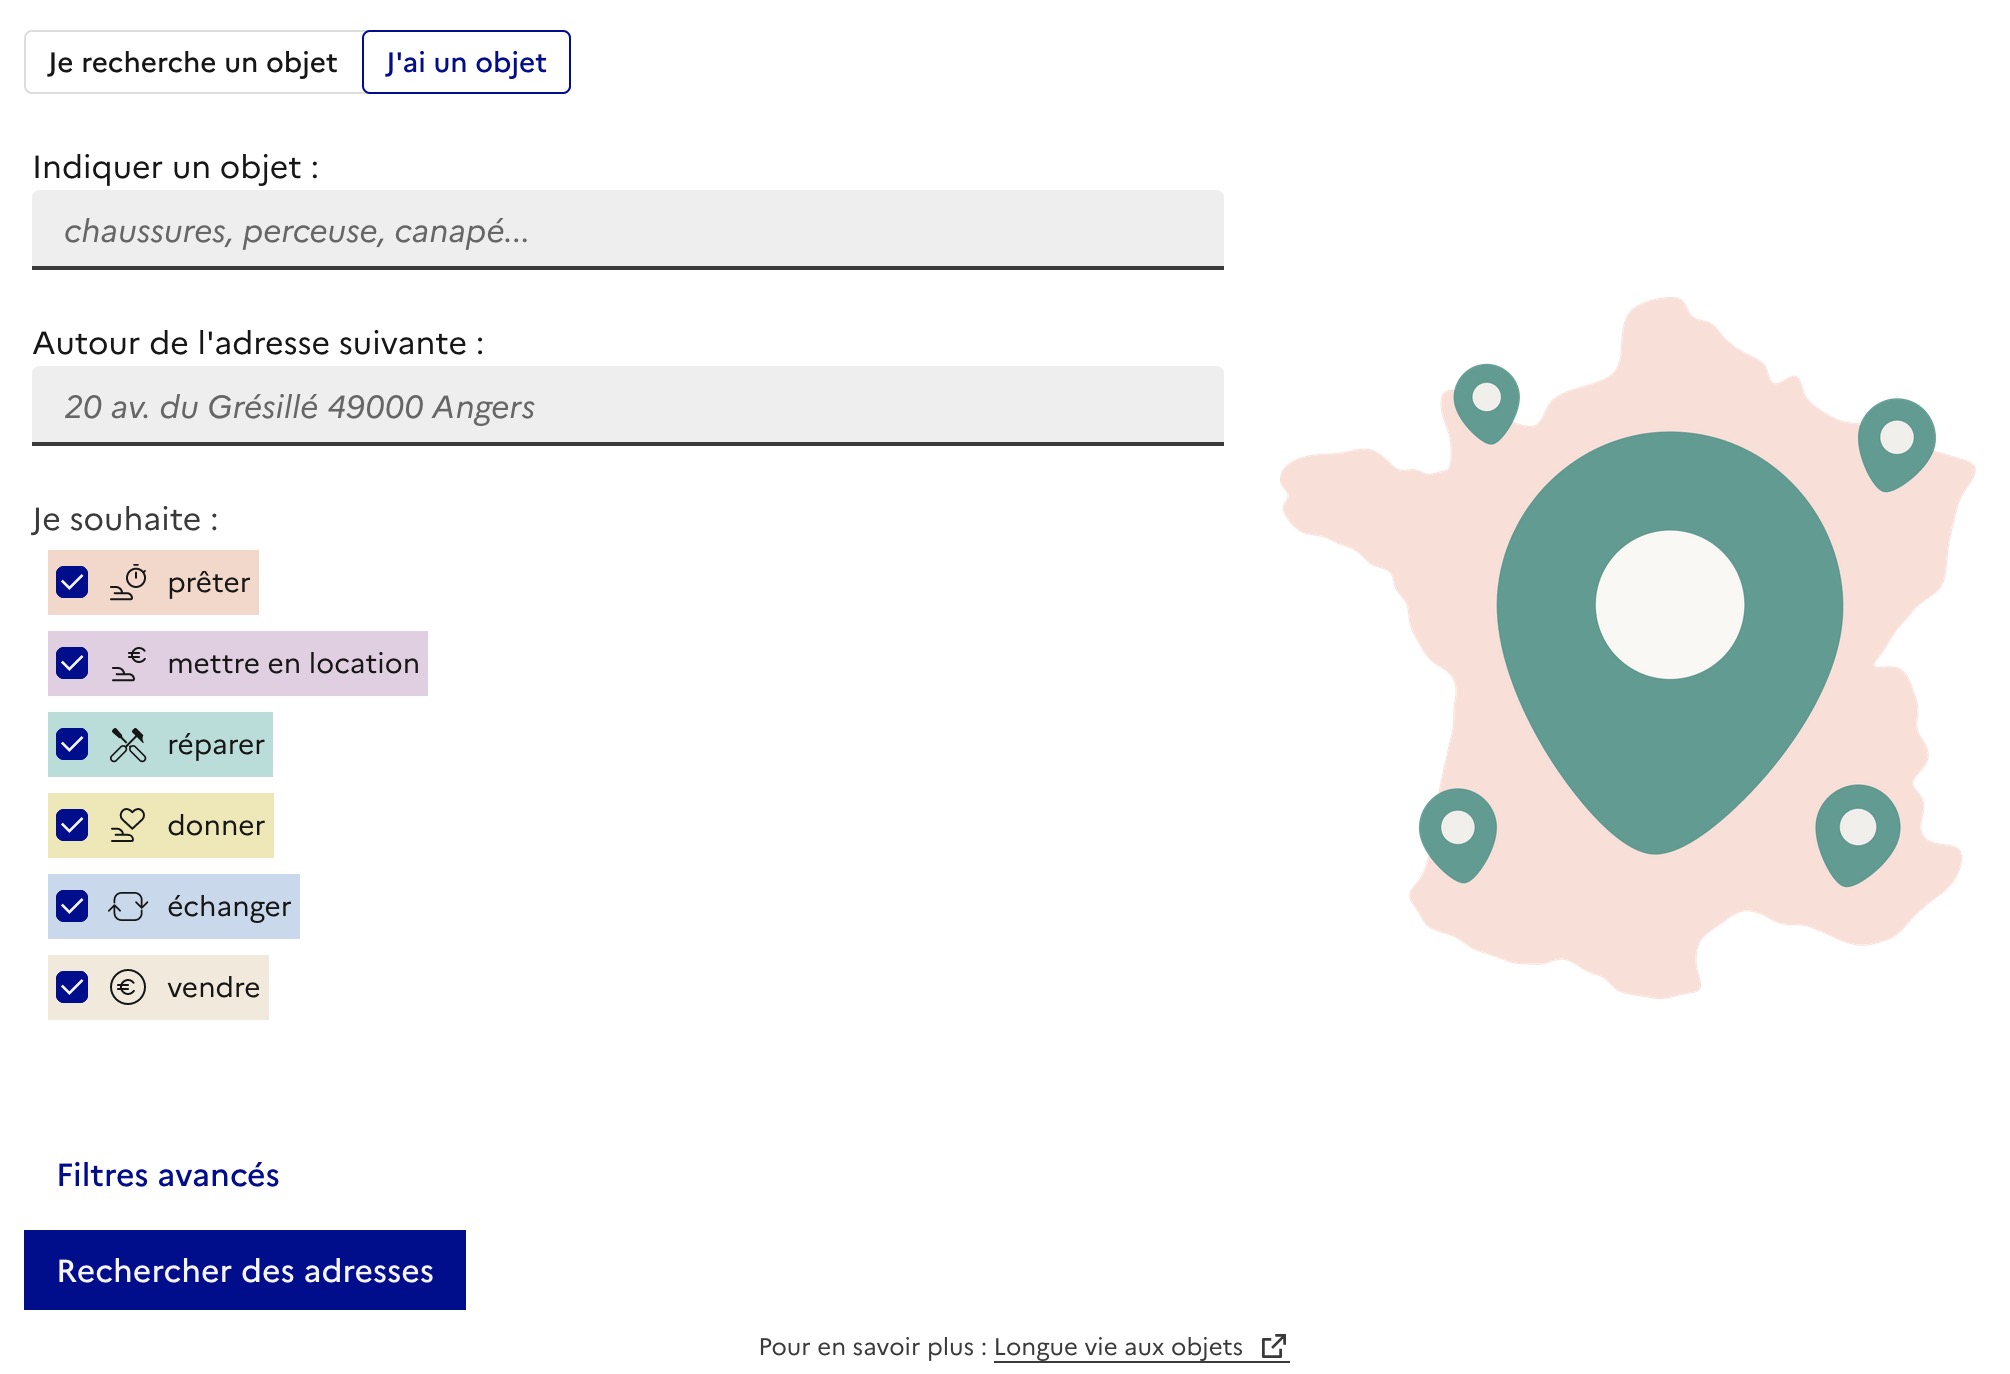 Je recherche un objet
J'ai un objet
Indiquer un objet :
chaussures, perceuse, canapé...
Autour de l'adresse suivante :
20 av. du Grésillé 49000 Angers
Je souhaite :
prêter
mettre en location
réparer
donner
échanger
vendre
Filtres avancés
Rechercher des adresses
Pour en savoir plus : Longue vie aux objets